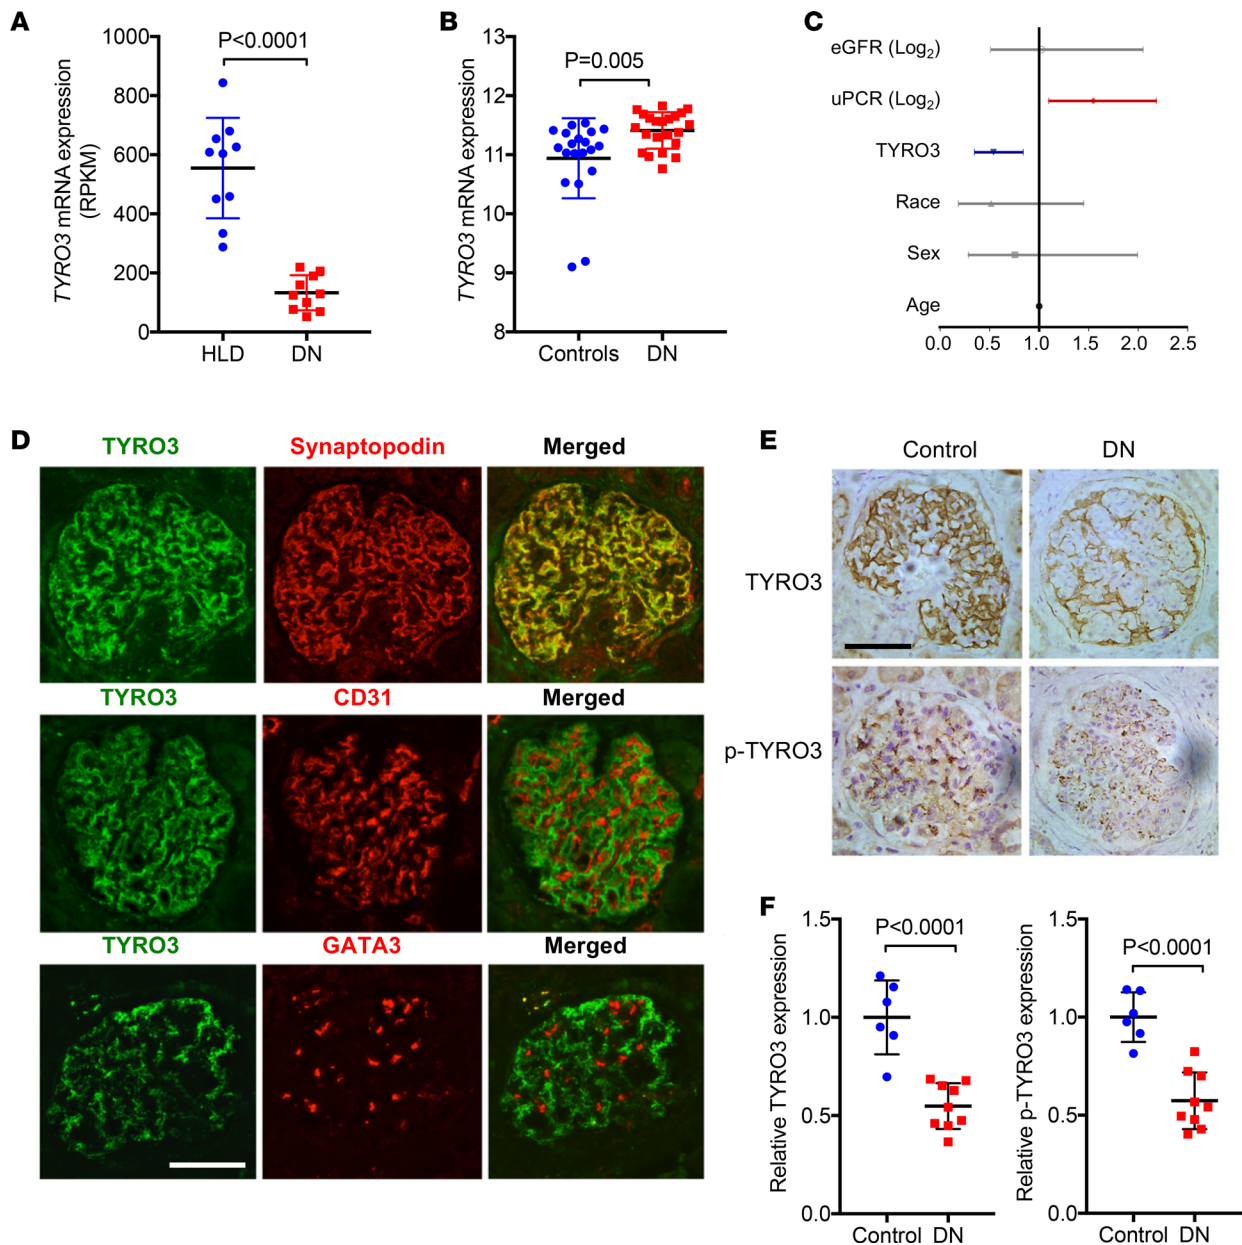 A
TYRO3 mRNA expression
(RPKM)
1000
800
600
400
200
0
P<0.0001
HLD
DN
B
TYRO3 mRNA expression
13
12
11
10
9
8
P=0.005
Controls
DN
C
eGFR (Log₂)
uPCR (Log₂)
TYRO3
Race
Sex
Age
0.0 0.5 1.0 1.5 2.0 2.5
D
TYRO3 Synaptopodin Merged
TYRO3 CD31 Merged
TYRO3 GATA3 Merged
E
Control DN
TYRO3
p-TYRO3
F
Relative TYRO3 expression
1.5
1.0
0.5
0.0
P<0.0001
Control DN
Relative p-TYRO3 expression
1.5
1.0
0.5
0.0
P<0.0001
Control DN